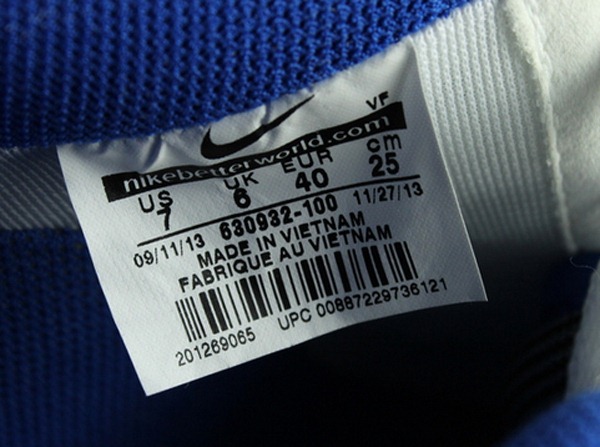 VF
nikebetterworld.com
US UK EUR cm
7 6 40 25
09/11/13 630932-100 11/27/13
MADE IN VIETNAM
FABRIQUE AU VIETNAM
201269065 UPC 00887229736121